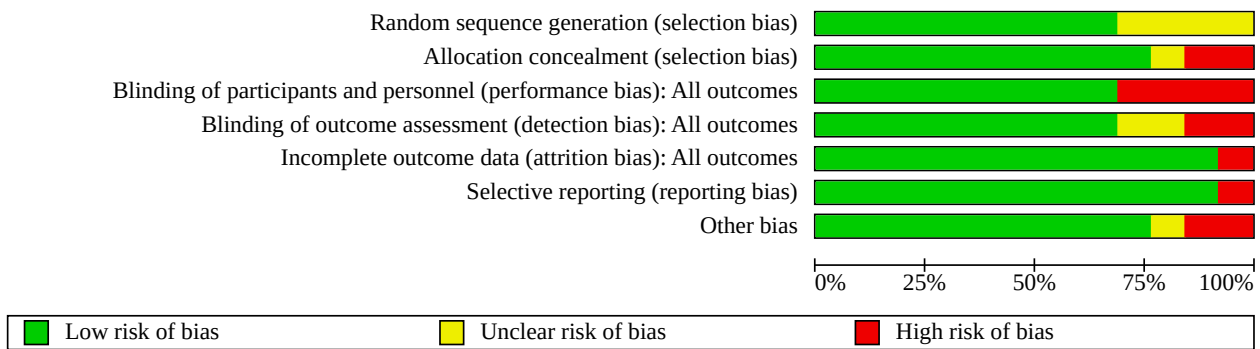 Random sequence generation (selection bias)
Allocation concealment (selection bias)
Blinding of participants and personnel (performance bias): All outcomes
Blinding of outcome assessment (detection bias): All outcomes
Incomplete outcome data (attrition bias): All outcomes
Selective reporting (reporting bias)
Other bias
0% 25% 50% 75% 100%
Low risk of bias Unclear risk of bias High risk of bias